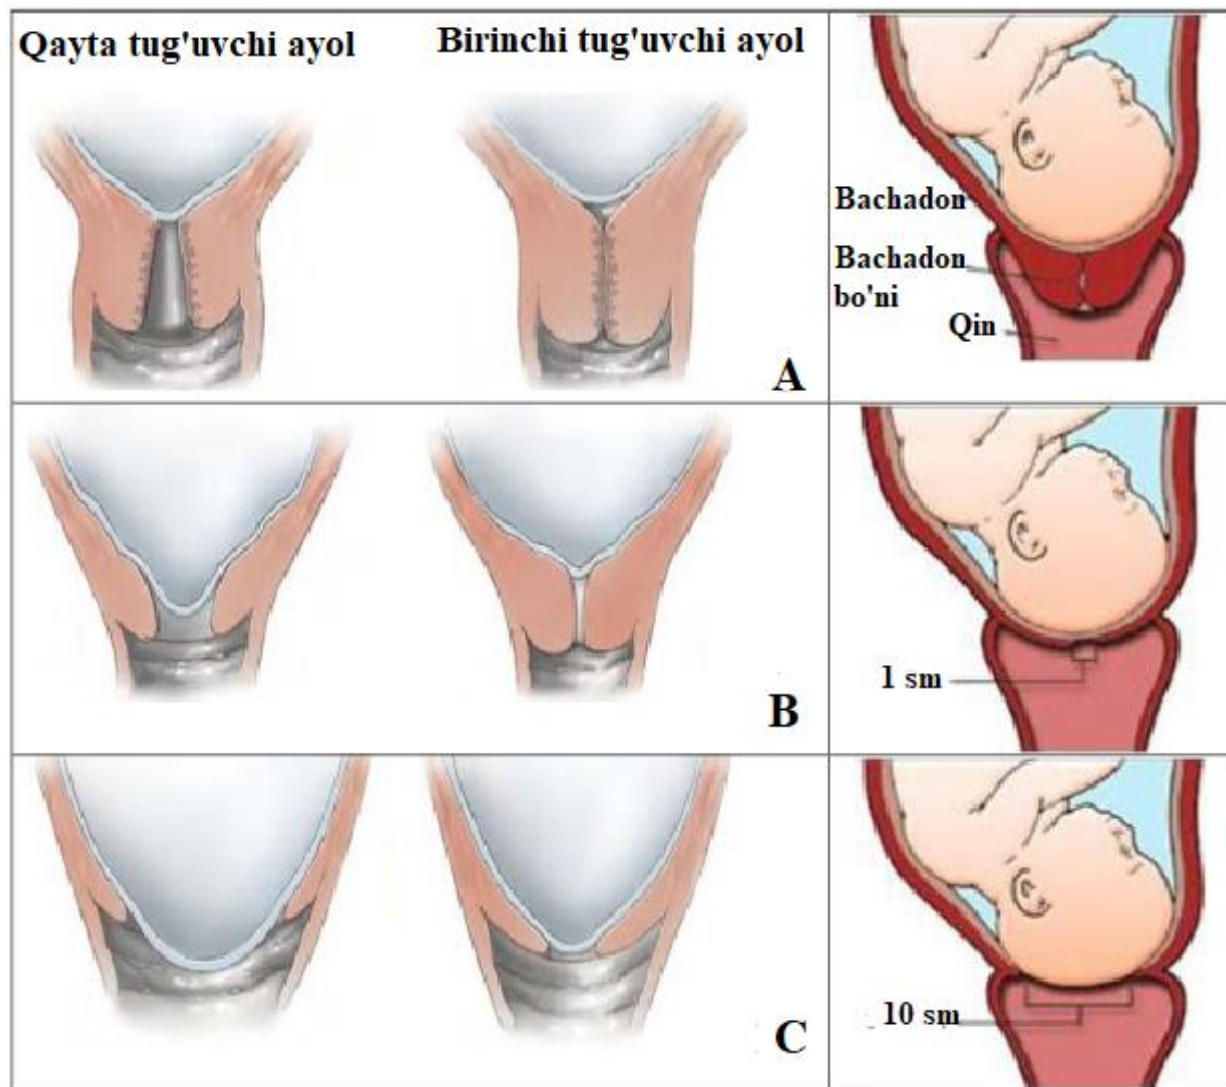 Qayta tug'uvchi ayol
Birinchi tug'uvchi ayol
Bachadon
Bachadon
bo'ni
Qin
A
1 sm
B
10 sm
C